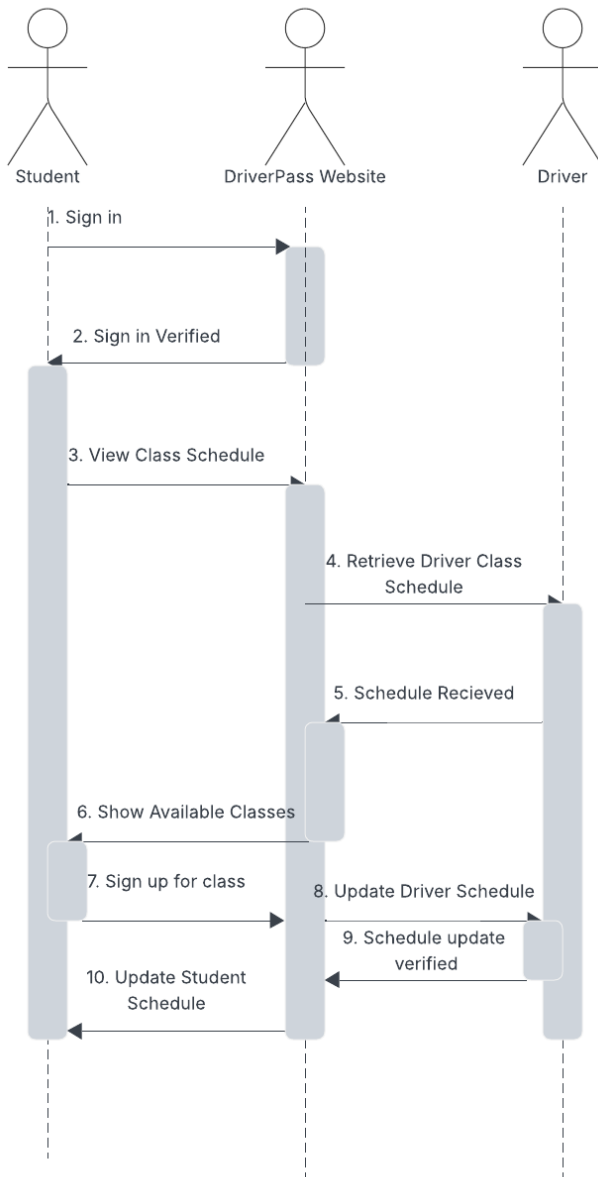 Student
DriverPass Website
Driver
1. Sign in
2. Sign in Verified
3. View Class Schedule
4. Retrieve Driver Class
Schedule
5. Schedule Recieved
6. Show Available Classes
7. Sign up for class
8. Update Driver Schedule
9. Schedule update
verified
10. Update Student
Schedule